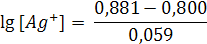 lg [Ag⁺] = (0,881 − 0,800) / 0,059